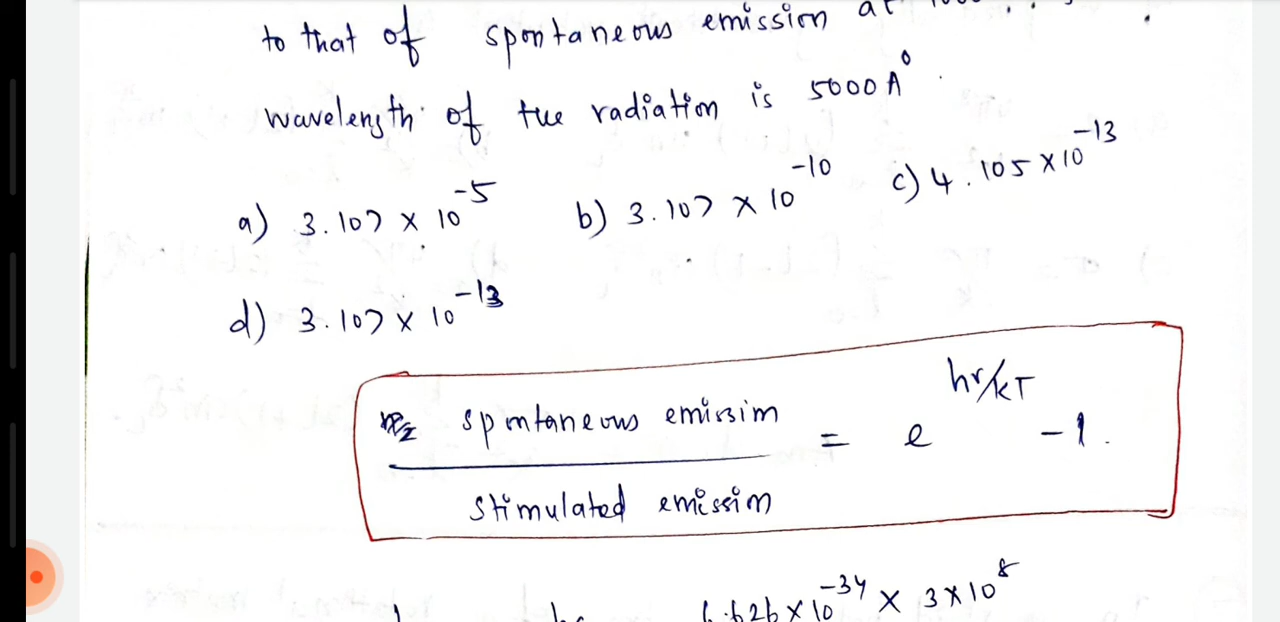 to that of spontaneous emission at
wavelength of the radiation is 5000 A°
a) 3.107 × 10^-5 b) 3.107 × 10^-10 c) 4.105 × 10^-13
d) 3.107 × 10^-13
spontaneous emission
= e^hν/kT - 1.
stimulated emission
6.626 × 10^-34 × 3 × 10^8